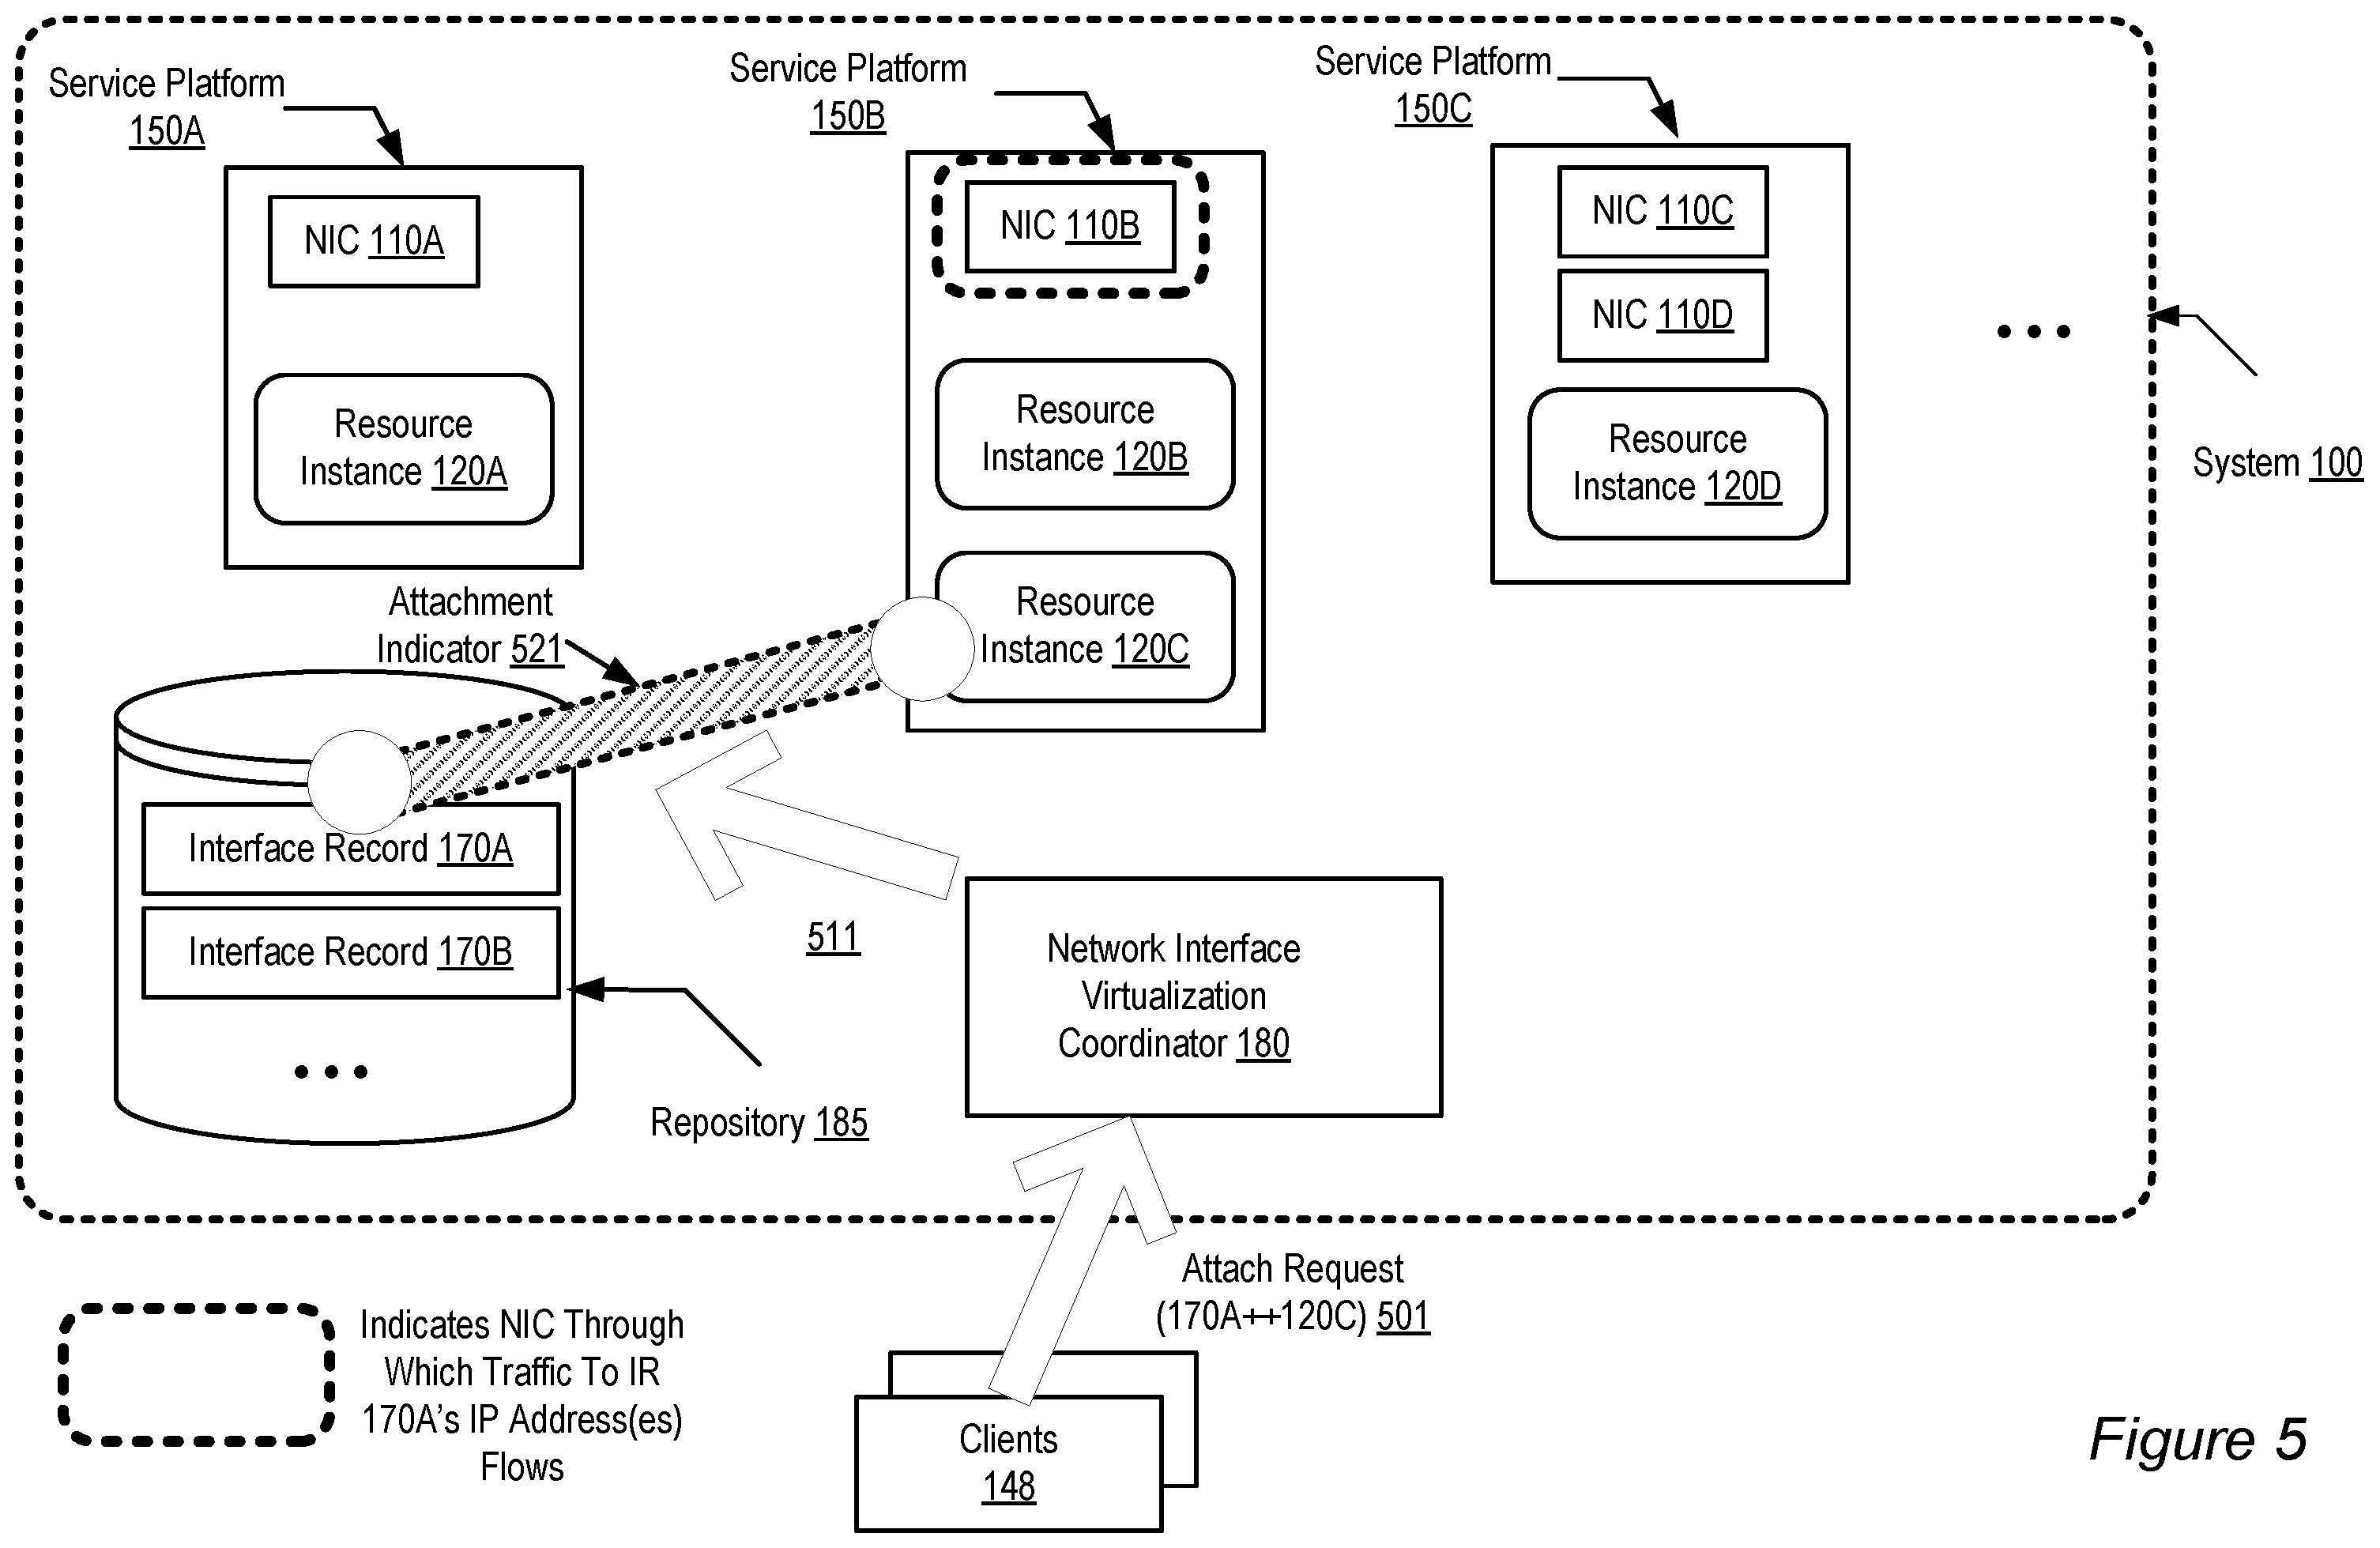 Service Platform
150A
Service Platform
150B
Service Platform
150C
NIC 110A
NIC 110B
NIC 110C
NIC 110D
Resource
Instance 120A
Resource
Instance 120B
Resource
Instance 120C
Resource
Instance 120D
System 100
Attachment
Indicator 521
Interface Record 170A
Interface Record 170B
511
Network Interface
Virtualization
Coordinator 180
Repository 185
Attach Request
(170A++120C) 501
Indicates NIC Through
Which Traffic To IR
170A's IP Address(es)
Flows
Clients
148
Figure 5